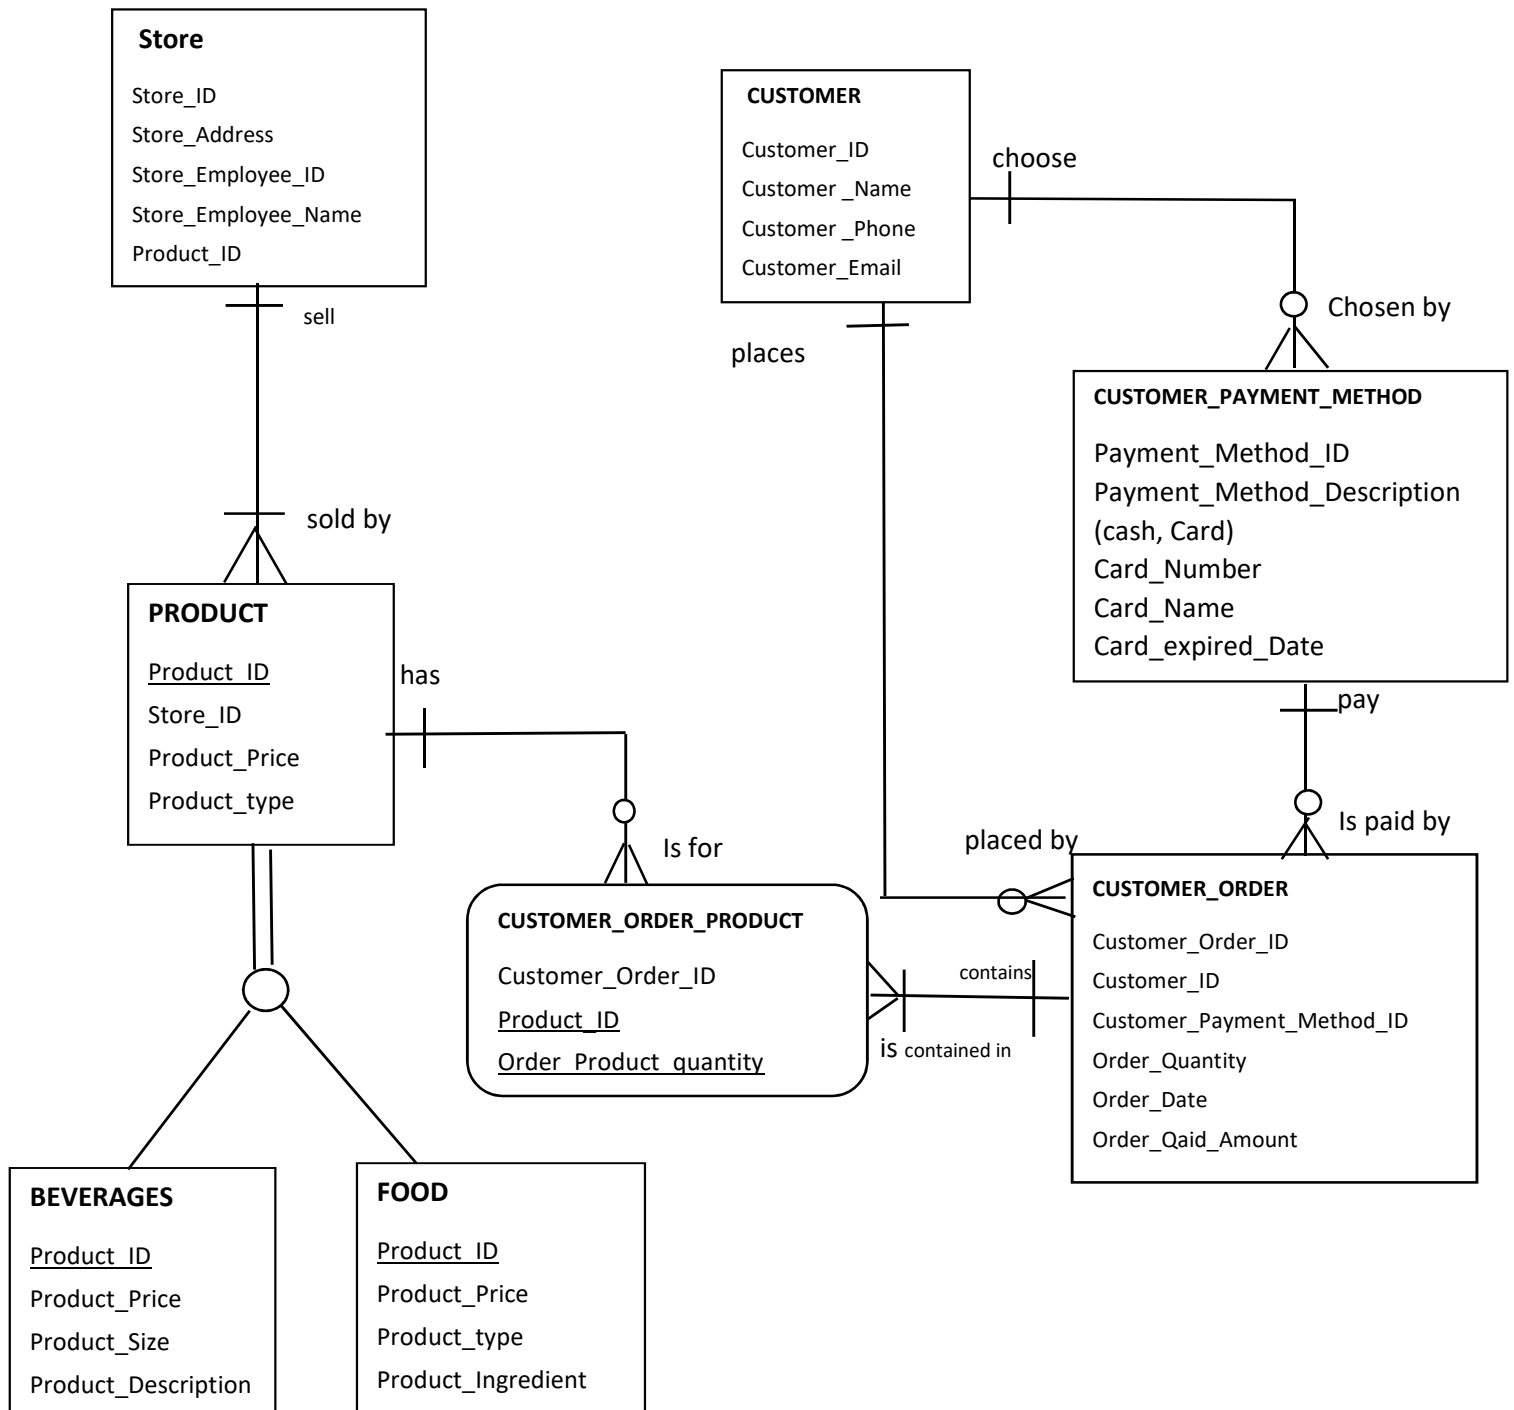 Store
Store_ID
Store_Address
Store_Employee_ID
Store_Employee_Name
Product_ID
sell
sold by
CUSTOMER
Customer_ID
Customer _Name
Customer _Phone
Customer_Email
choose
places
Chosen by
CUSTOMER_PAYMENT_METHOD
Payment_Method_ID
Payment_Method_Description
(cash, Card)
Card_Number
Card_Name
Card_expired_Date
pay
Is paid by
placed by
PRODUCT
Product_ID
Store_ID
Product_Price
Product_type
has
Is for
CUSTOMER_ORDER_PRODUCT
Customer_Order_ID
Product_ID
Order_Product_quantity
contains
is contained in
CUSTOMER_ORDER
Customer_Order_ID
Customer_ID
Customer_Payment_Method_ID
Order_Quantity
Order_Date
Order_Qaid_Amount
BEVERAGES
Product_ID
Product_Price
Product_Size
Product_Description
FOOD
Product_ID
Product_Price
Product_type
Product_Ingredient